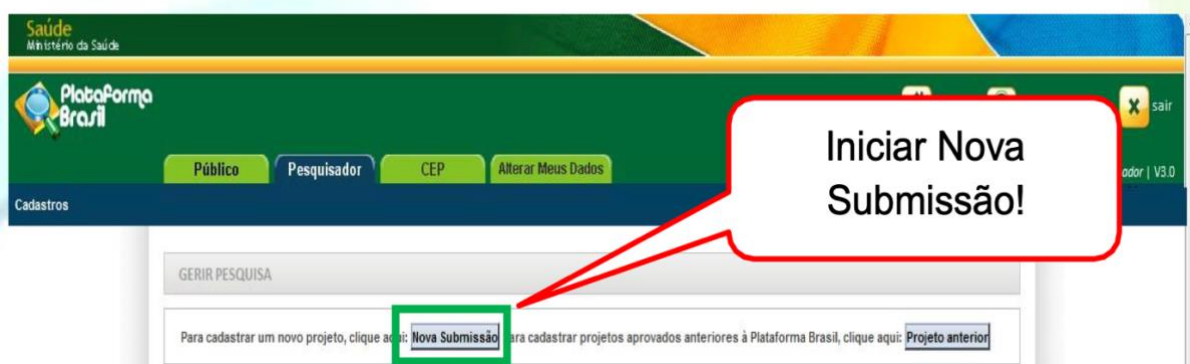 Saúde
Ministério da Saúde
Plataforma
Brasil
sair
Público Pesquisador CEP Alterar Meus Dados
V3.0
Cadastros
Iniciar Nova
Submissão!
GERIR PESQUISA
Para cadastrar um novo projeto, clique aqui: Nova Submissão para cadastrar projetos aprovados anteriores à Plataforma Brasil, clique aqui: Projeto anterior